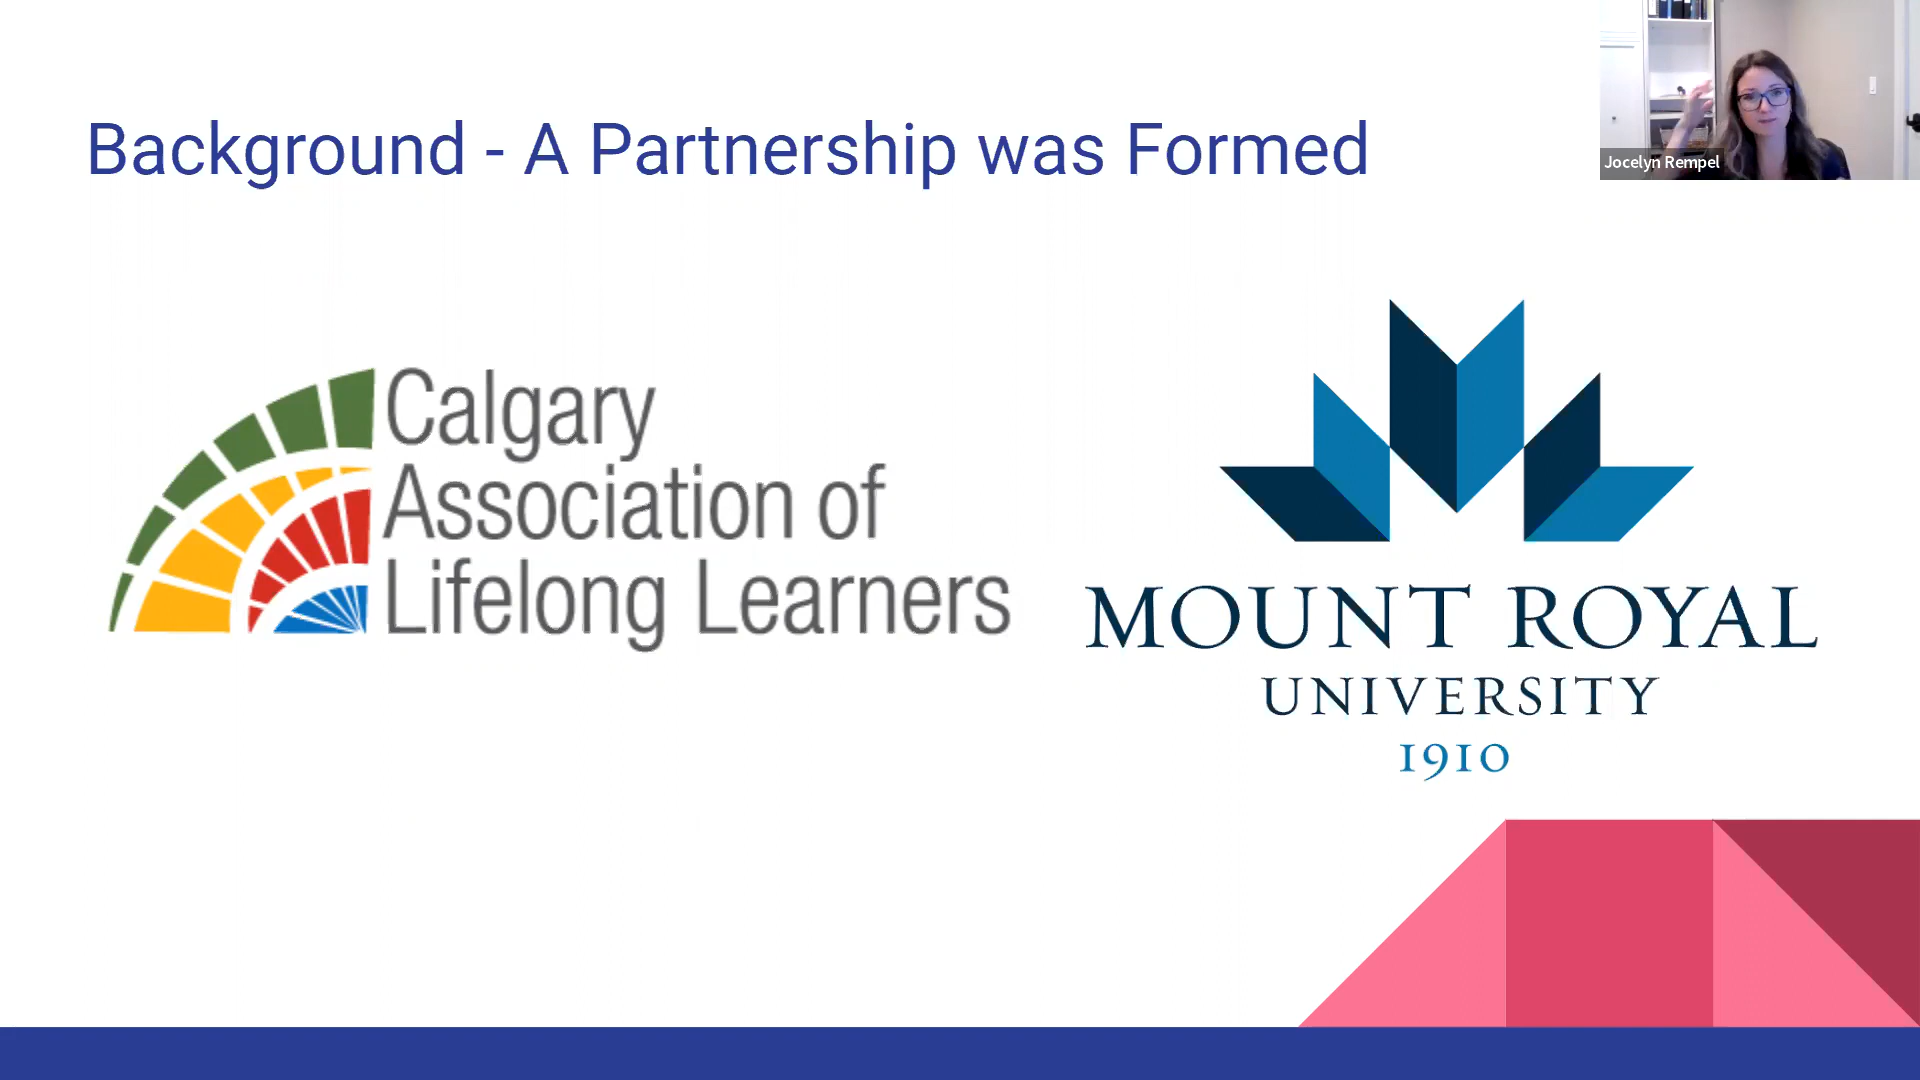 Background - A Partnership was Formed
Jocelyn Rempel
Calgary
Association of
Lifelong Learners
MOUNT ROYAL
UNIVERSITY
1910